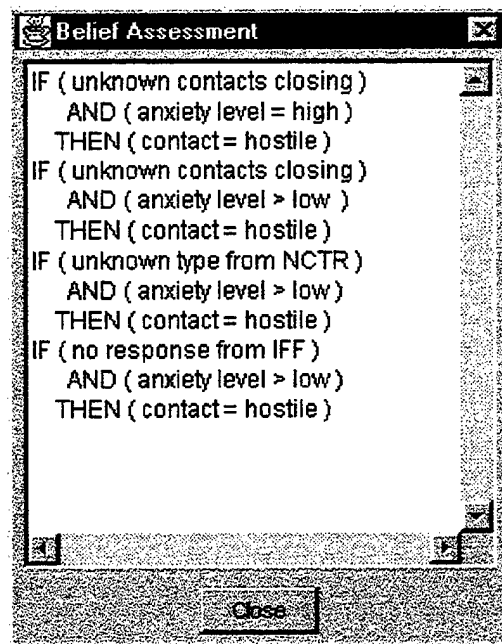 Belief Assessment
IF ( unknown contacts closing )
AND ( anxiety level = high )
THEN ( contact = hostile )
IF ( unknown contacts closing )
AND ( anxiety level > low )
THEN ( contact = hostile )
IF ( unknown type from NCTR )
AND ( anxiety level > low )
THEN ( contact = hostile )
IF ( no response from IFF )
AND ( anxiety level > low )
THEN ( contact = hostile )
Close